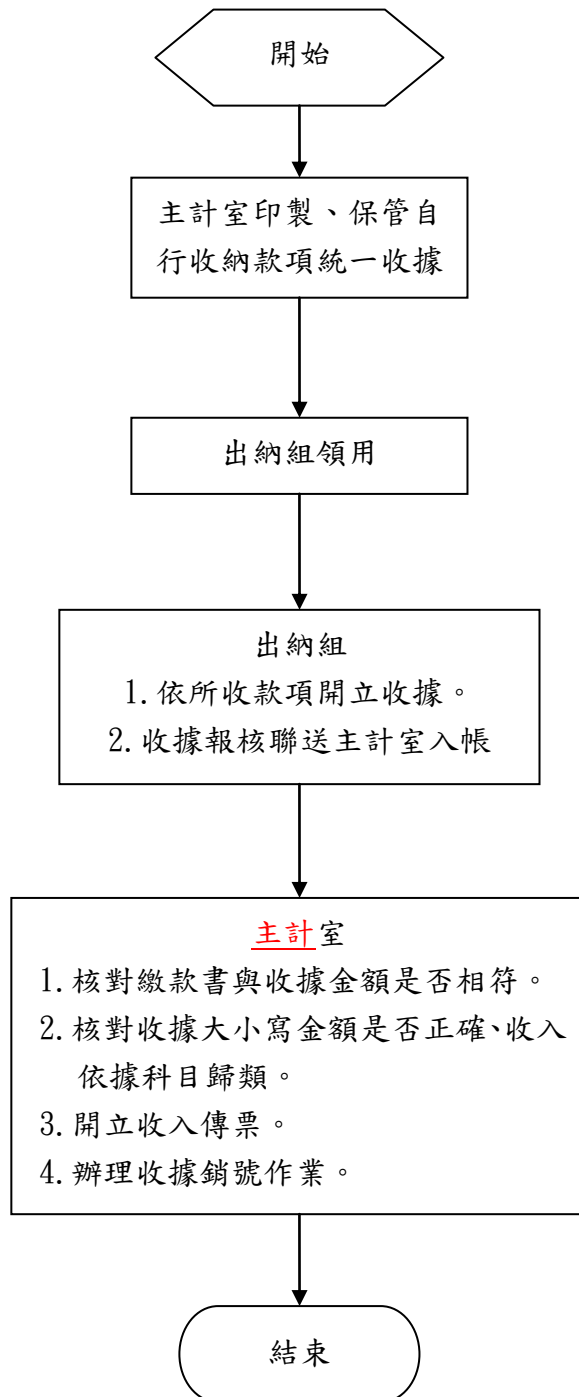 開始
主計室印製、保管自
行收納款項統一收據
出納組領用
出納組
1.依所收款項開立收據。
2.收據報核聯送主計室入帳
主計室
1.核對繳款書與收據金額是否相符。
2.核對收據大小寫金額是否正確、收入
依據科目歸類。
3.開立收入傳票。
4.辦理收據銷號作業。
結束